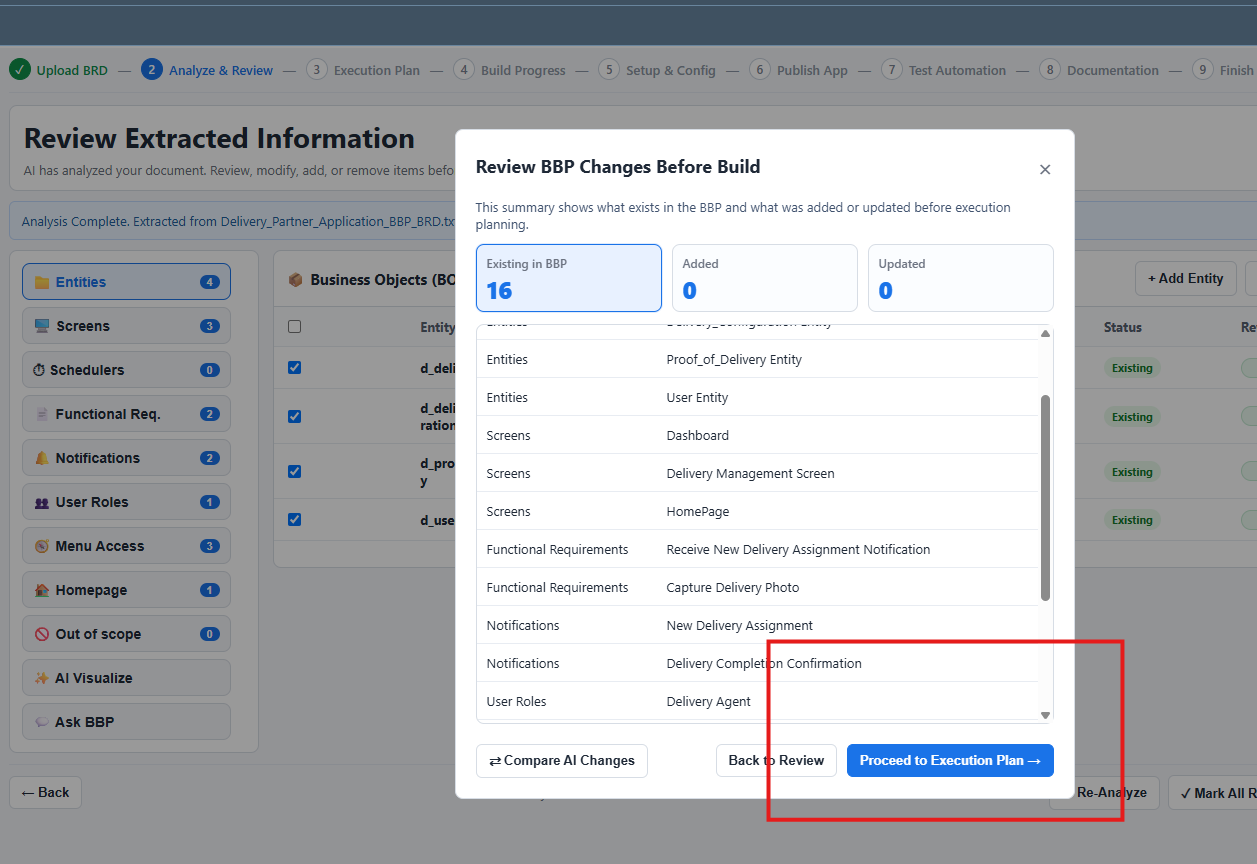 ✓ Upload BRD — 2 Analyze & Review — 3 Execution Plan — 4 Build Progress — 5 Setup & Config — 6 Publish App — 7 Test Automation — 8 Documentation — 9 Finish
Review Extracted Information
AI has analyzed your document. Review, modify, add, or remove items befo
Analysis Complete. Extracted from Delivery_Partner_Application_BBP_BRD.tx
Entities 4
Screens 3
Schedulers 0
Functional Req. 2
Notifications 2
User Roles 1
Menu Access 3
Homepage 1
Out of scope 0
AI Visualize
Ask BBP
← Back
Business Objects (BO
+ Add Entity
Entity
Status
Re
d_deli
Existing
d_deli
ration
Existing
d_pro
y
Existing
d_use
Existing
Review BBP Changes Before Build
×
This summary shows what exists in the BBP and what was added or updated before execution
planning.
Existing in BBP
16
Added
0
Updated
0
Entities Delivery_Configuration Entity
Entities Proof_of_Delivery Entity
Entities User Entity
Screens Dashboard
Screens Delivery Management Screen
Screens HomePage
Functional Requirements Receive New Delivery Assignment Notification
Functional Requirements Capture Delivery Photo
Notifications New Delivery Assignment
Notifications Delivery Completion Confirmation
User Roles Delivery Agent
⇄ Compare AI Changes
Back to Review
Proceed to Execution Plan →
Re-Analyze
✓ Mark All R